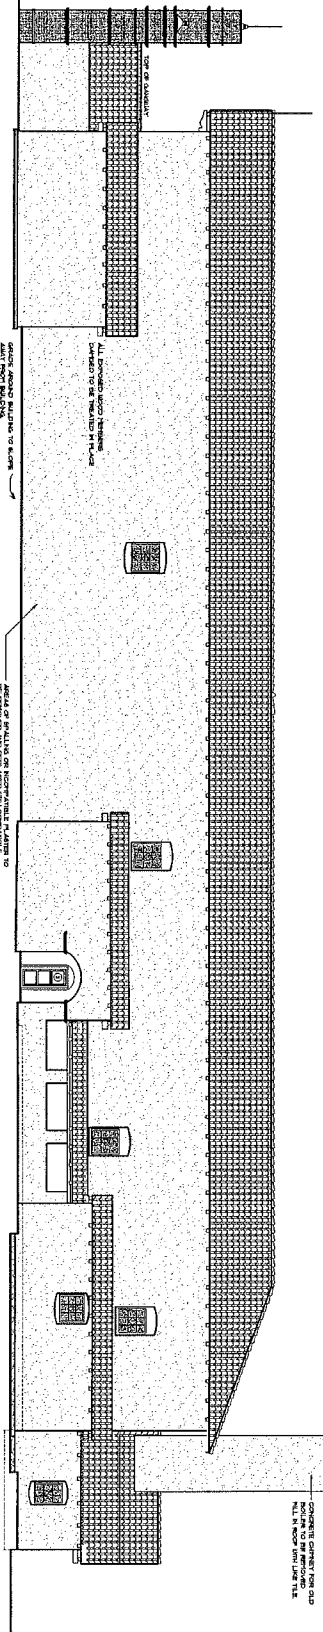 TOP OF GANGWAY
ALL EXPOSED WOOD MEMBERS
DAMAGED TO BE TREATED IN PLACE
GRADE AROUND BUILDING TO SLOPE
AWAY FROM BUILDING
AREAS OF SPALLING OR INCOMPATIBLE PLASTER TO
CONCRETE CHIMNEY FOR OLD
BOILER TO BE REMOVED
FILL IN ROOF WITH LIKE TILE.